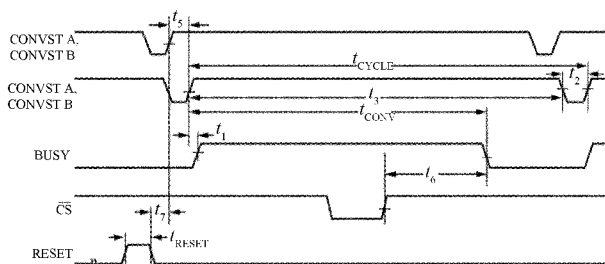 t5
CONVST A,
CONVST B
tCYCLE
t2
CONVST A,
CONVST B
t3
tCONV
t1
BUSY
t6
CS
t7
tRESET
RESET